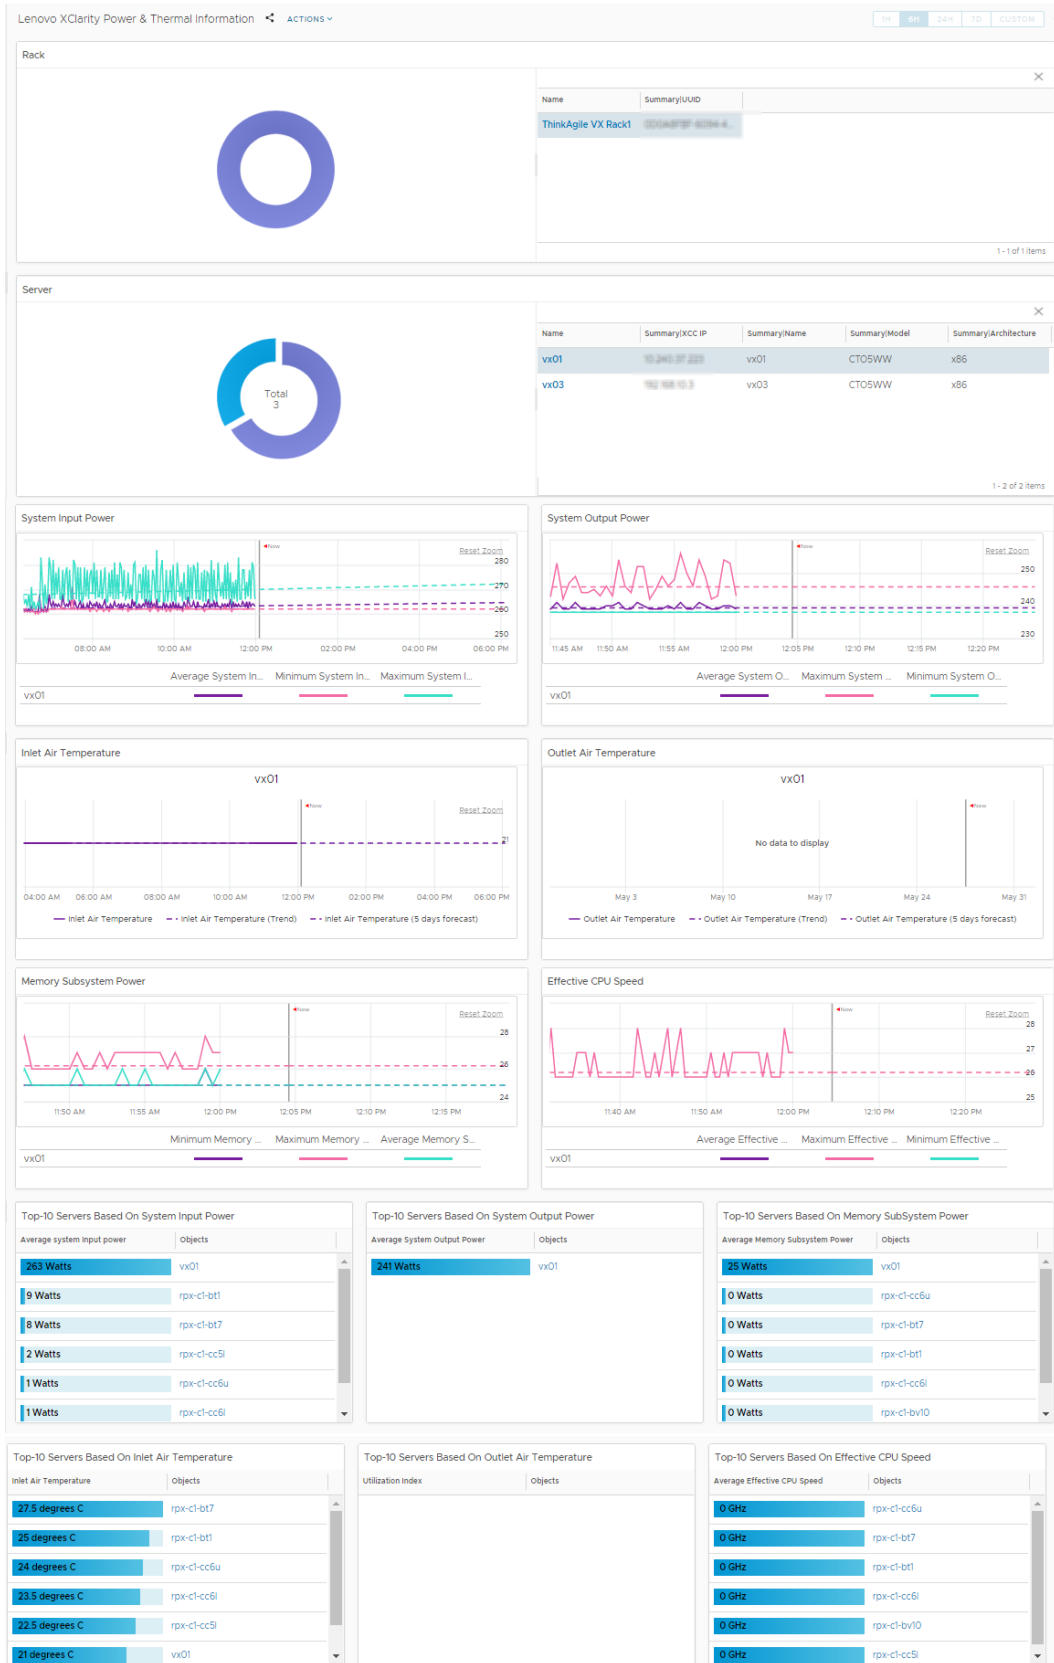 Lenovo XClarity Power & Thermal Information ACTIONS
1H 6H 24H 7D CUSTOM
Rack
Name Summary|UUID
ThinkAgile VX Rack1
1 - 1 of 1 items
Server
Total
3
Name Summary|XCC IP Summary|Name Summary|Model Summary|Architecture
vx01 vx01 CTO5WW x86
vx03 vx03 CTO5WW x86
1 - 2 of 2 items
System Input Power
Now
Reset Zoom
280
270
260
250
08:00 AM 10:00 AM 12:00 PM 02:00 PM 04:00 PM 06:00 PM
Average System In... Minimum System In... Maximum System I...
vx01
System Output Power
Now
Reset Zoom
250
240
230
11:45 AM 11:50 AM 11:55 AM 12:00 PM 12:05 PM 12:10 PM 12:15 PM 12:20 PM
Average System O... Maximum System ... Minimum System O...
vx01
Inlet Air Temperature
vx01
Now
Reset Zoom
21
04:00 AM 06:00 AM 08:00 AM 10:00 AM 12:00 PM 02:00 PM 04:00 PM 06:00 PM
Inlet Air Temperature Inlet Air Temperature (Trend) Inlet Air Temperature (5 days forecast)
Outlet Air Temperature
vx01
Now
No data to display
May 3 May 10 May 17 May 24 May 31
Outlet Air Temperature Outlet Air Temperature (Trend) Outlet Air Temperature (5 days forecast)
Memory Subsystem Power
Now
Reset Zoom
28
26
24
11:50 AM 11:55 AM 12:00 PM 12:05 PM 12:10 PM 12:15 PM
Minimum Memory ... Maximum Memory ... Average Memory S...
vx01
Effective CPU Speed
Now
Reset Zoom
28
27
26
25
11:40 AM 11:50 AM 12:00 PM 12:10 PM 12:20 PM
Average Effective ... Maximum Effective ... Minimum Effective ...
vx01
Top-10 Servers Based On System Input Power
Average system Input power Objects
263 Watts vx01
9 Watts rpx-c1-bt1
8 Watts rpx-c1-bt7
2 Watts rpx-c1-cc5l
1 Watts rpx-c1-cc6u
1 Watts rpx-c1-cc6l
Top-10 Servers Based On System Output Power
Average System Output Power Objects
241 Watts vx01
Top-10 Servers Based On Memory SubSystem Power
Average Memory Subsystem Power Objects
25 Watts vx01
0 Watts rpx-c1-cc6u
0 Watts rpx-c1-bt7
0 Watts rpx-c1-bt1
0 Watts rpx-c1-cc6l
0 Watts rpx-c1-bv10
Top-10 Servers Based On Inlet Air Temperature
Inlet Air Temperature Objects
27.5 degrees C rpx-c1-bt7
25 degrees C rpx-c1-bt1
24 degrees C rpx-c1-cc6u
23.5 degrees C rpx-c1-cc6l
22.5 degrees C rpx-c1-cc5l
21 degrees C vx01
Top-10 Servers Based On Outlet Air Temperature
Utilization Index Objects
Top-10 Servers Based On Effective CPU Speed
Average Effective CPU Speed Objects
0 GHz rpx-c1-cc6u
0 GHz rpx-c1-bt7
0 GHz rpx-c1-bt1
0 GHz rpx-c1-cc6l
0 GHz rpx-c1-bv10
0 GHz rpx-c1-cc5l